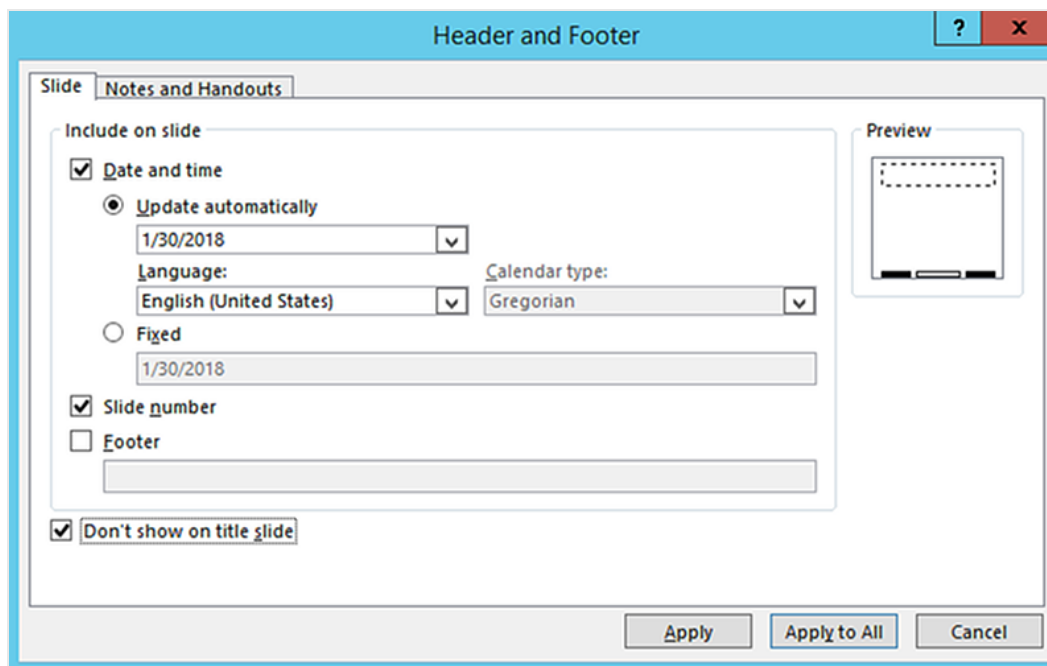 Header and Footer
? x
Slide Notes and Handouts
Include on slide Preview
Date and time
Update automatically
1/30/2018
Language: Calendar type:
English (United States) Gregorian
Fixed
1/30/2018
Slide number
Footer
Don't show on title slide
Apply Apply to All Cancel